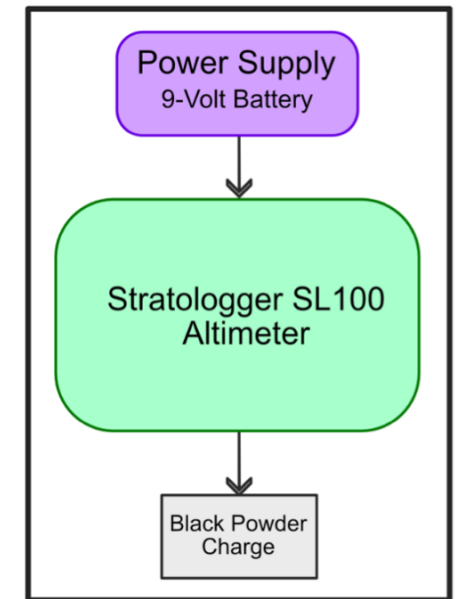 Power Supply
9-Volt Battery
Stratologger SL100
Altimeter
Black Powder
Charge